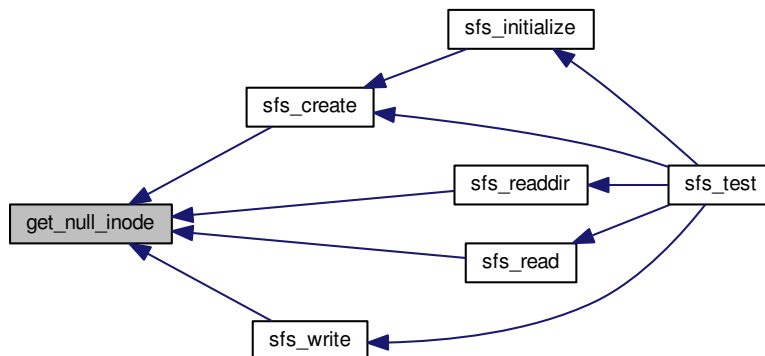 sfs_initialize
sfs_create
sfs_readdir
sfs_test
get_null_inode
sfs_read
sfs_write